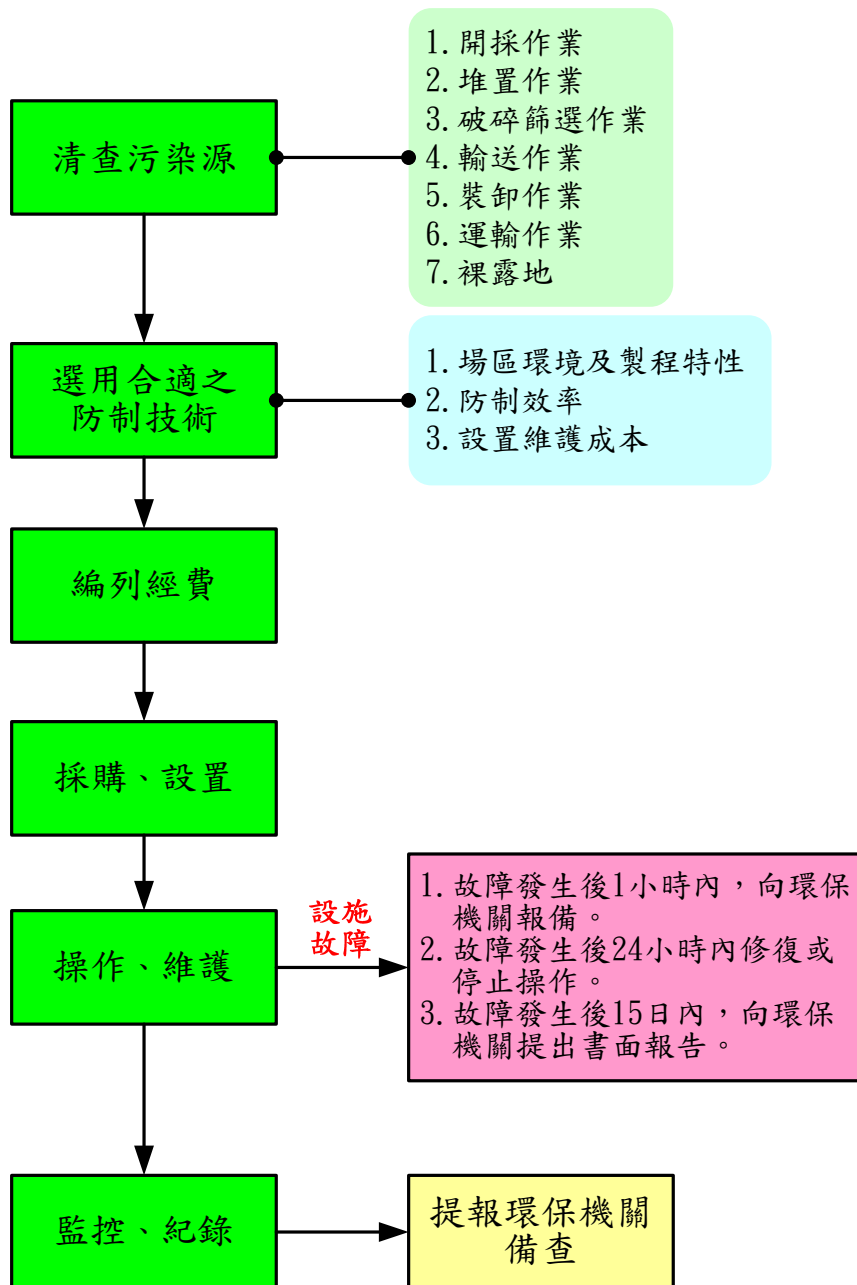 清查污染源
1. 開採作業
2. 堆置作業
3. 破碎篩選作業
4. 輸送作業
5. 裝卸作業
6. 運輸作業
7. 裸露地
選用合適之
防制技術
1. 場區環境及製程特性
2. 防制效率
3. 設置維護成本
編列經費
採購、設置
操作、維護
設施
故障
1. 故障發生後1小時內，向環保
機關報備。
2. 故障發生後24小時內修復或
停止操作。
3. 故障發生後15日內，向環保
機關提出書面報告。
監控、紀錄
提報環保機關
備查